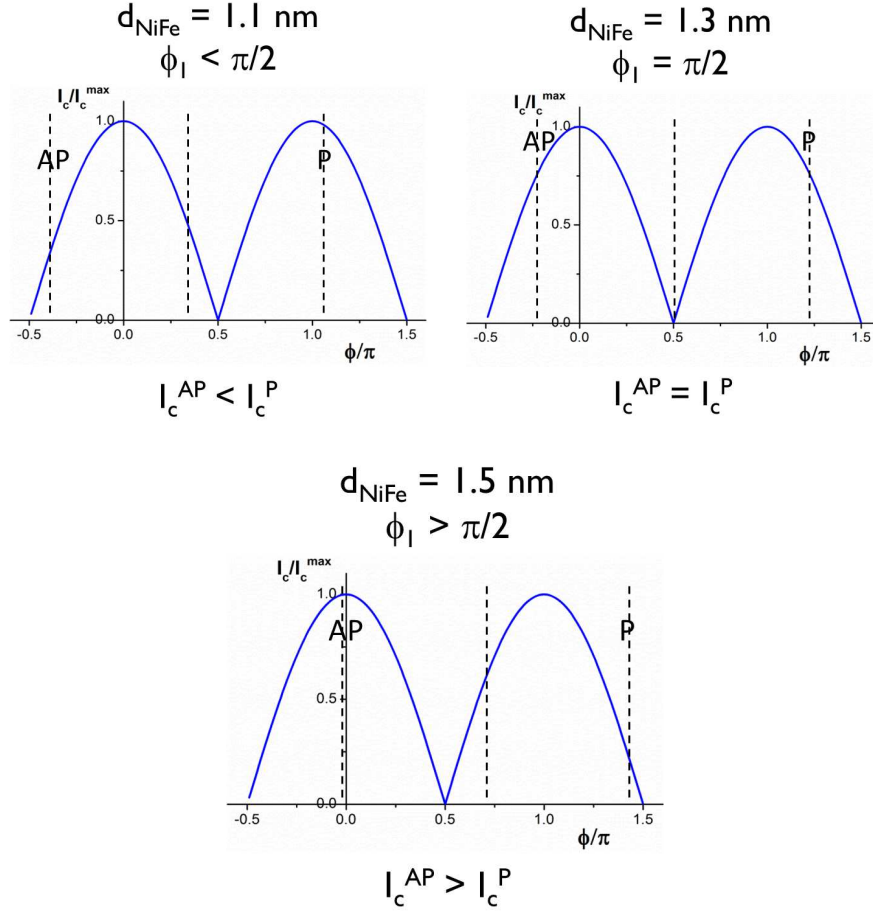 d_NiFe = 1.1 nm
ϕ_I < π/2
I_c/I_c^max
1.0
AP
P
0.5
0.0
-0.5 0.0 0.5 1.0 1.5
ϕ/π
I_c^AP < I_c^P
d_NiFe = 1.3 nm
ϕ_I = π/2
I_c/I_c^max
1.0
AP
P
0.5
0.0
-0.5 0.0 0.5 1.0 1.5
ϕ/π
I_c^AP = I_c^P
d_NiFe = 1.5 nm
ϕ_I > π/2
I_c/I_c^max
1.0
AP
P
0.5
0.0
-0.5 0.0 0.5 1.0 1.5
ϕ/π
I_c^AP > I_c^P